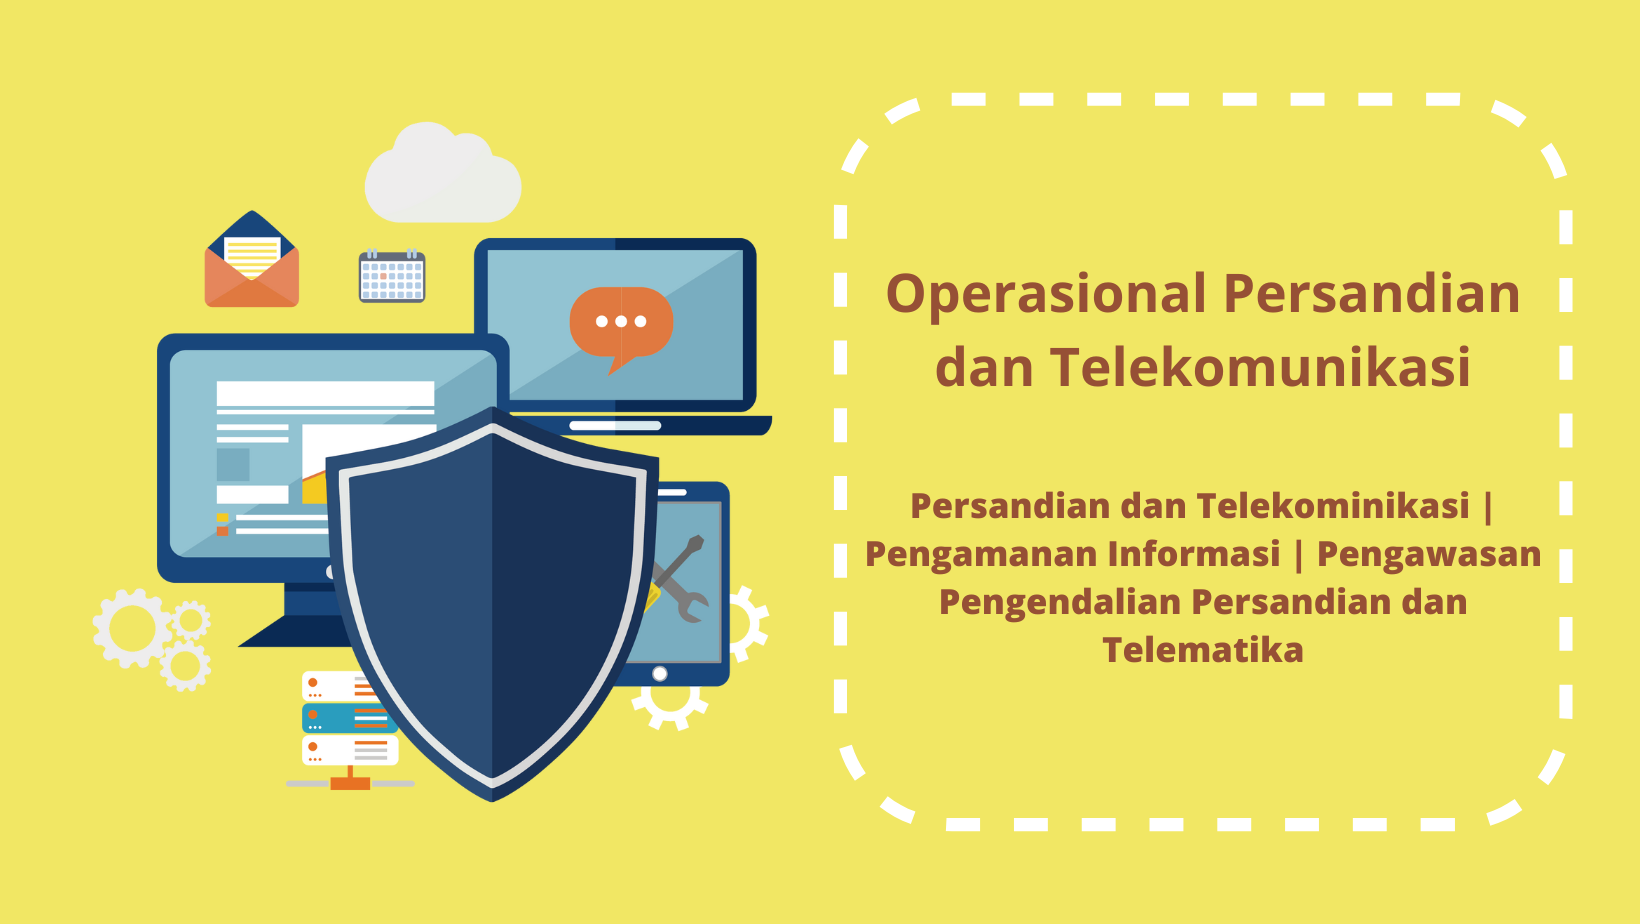 Operasional Persandian
dan Telekomunikasi
Persandian dan Telekominikasi |
Pengamanan Informasi | Pengawasan
Pengendalian Persandian dan
Telematika